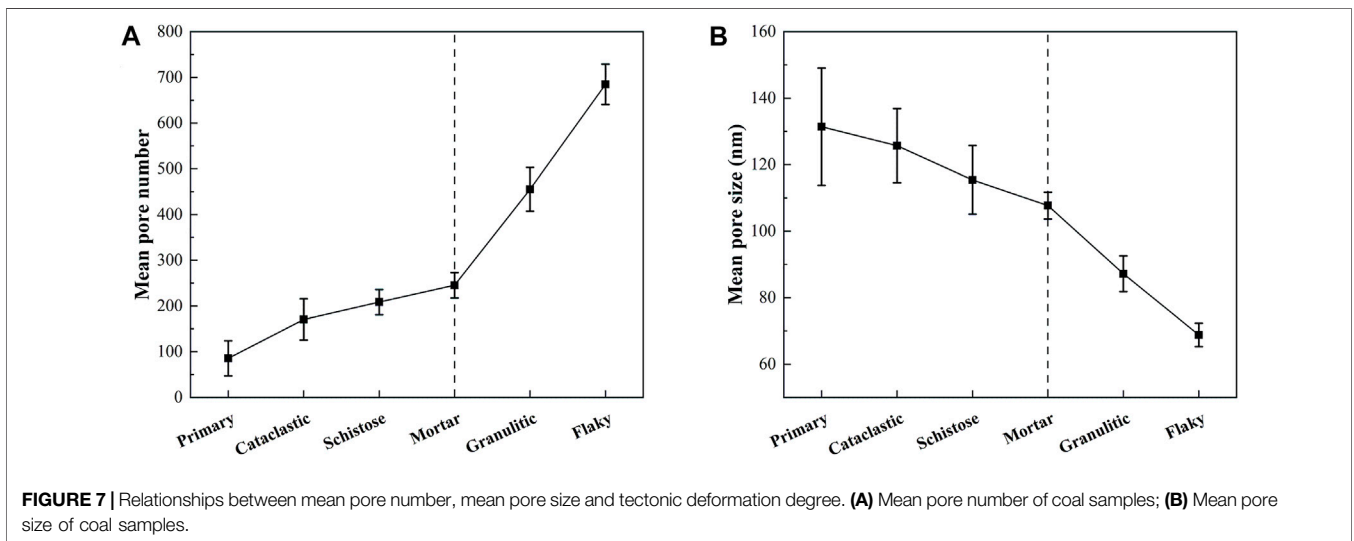 A
800
700
600
500
400
300
200
100
0
Mean pore number
Primary
Cataclastic
Schistose
Mortar
Granulitic
Flaky
B
160
140
120
100
80
60
Mean pore size (nm)
Primary
Cataclastic
Schistose
Mortar
Granulitic
Flaky
FIGURE 7 | Relationships between mean pore number, mean pore size and tectonic deformation degree. (A) Mean pore number of coal samples; (B) Mean pore
size of coal samples.